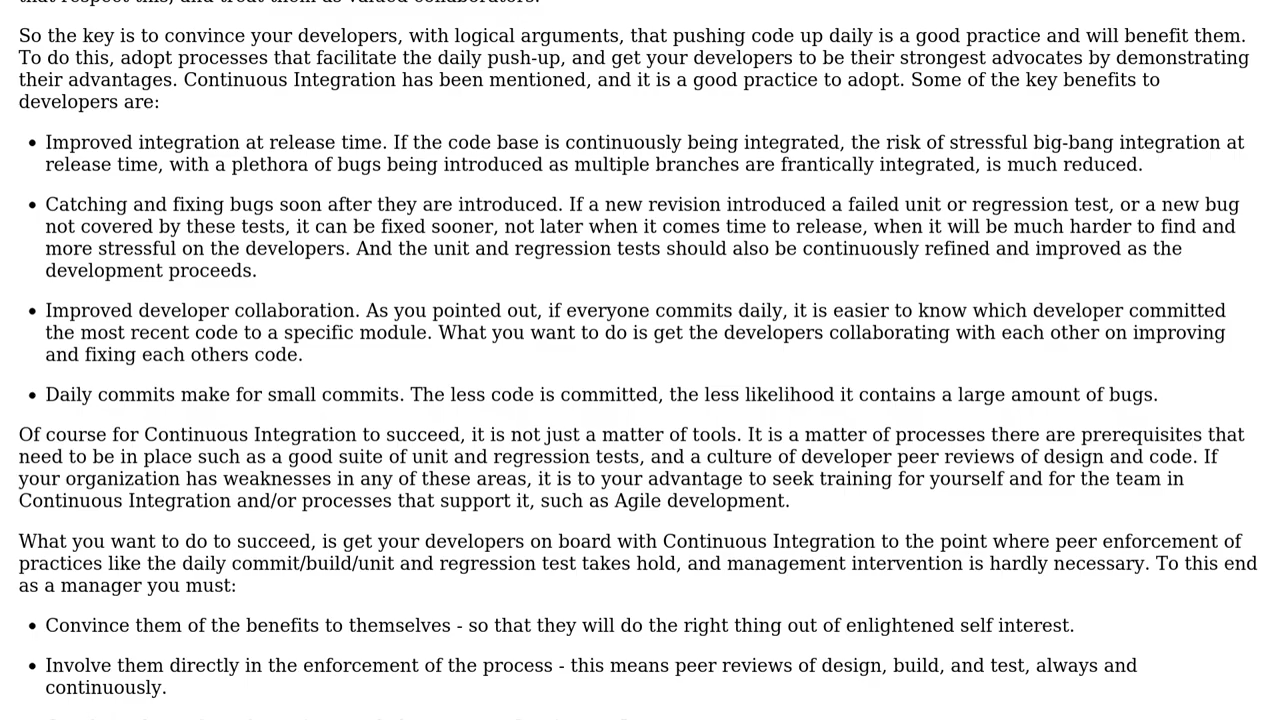 that respect this, and treat them as valued collaborators.
So the key is to convince your developers, with logical arguments, that pushing code up daily is a good practice and will benefit them.
To do this, adopt processes that facilitate the daily push-up, and get your developers to be their strongest advocates by demonstrating
their advantages. Continuous Integration has been mentioned, and it is a good practice to adopt. Some of the key benefits to
developers are:
• Improved integration at release time. If the code base is continuously being integrated, the risk of stressful big-bang integration at
release time, with a plethora of bugs being introduced as multiple branches are frantically integrated, is much reduced.
• Catching and fixing bugs soon after they are introduced. If a new revision introduced a failed unit or regression test, or a new bug
not covered by these tests, it can be fixed sooner, not later when it comes time to release, when it will be much harder to find and
more stressful on the developers. And the unit and regression tests should also be continuously refined and improved as the
development proceeds.
• Improved developer collaboration. As you pointed out, if everyone commits daily, it is easier to know which developer committed
the most recent code to a specific module. What you want to do is get the developers collaborating with each other on improving
and fixing each others code.
• Daily commits make for small commits. The less code is committed, the less likelihood it contains a large amount of bugs.
Of course for Continuous Integration to succeed, it is not just a matter of tools. It is a matter of processes there are prerequisites that
need to be in place such as a good suite of unit and regression tests, and a culture of developer peer reviews of design and code. If
your organization has weaknesses in any of these areas, it is to your advantage to seek training for yourself and for the team in
Continuous Integration and/or processes that support it, such as Agile development.
What you want to do to succeed, is get your developers on board with Continuous Integration to the point where peer enforcement of
practices like the daily commit/build/unit and regression test takes hold, and management intervention is hardly necessary. To this end
as a manager you must:
• Convince them of the benefits to themselves - so that they will do the right thing out of enlightened self interest.
• Involve them directly in the enforcement of the process - this means peer reviews of design, build, and test, always and
continuously.